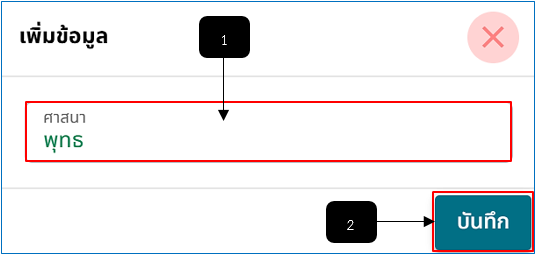 เพิ่มข้อมูล
1
ศาสนา
พุทธ
2
บันทึก